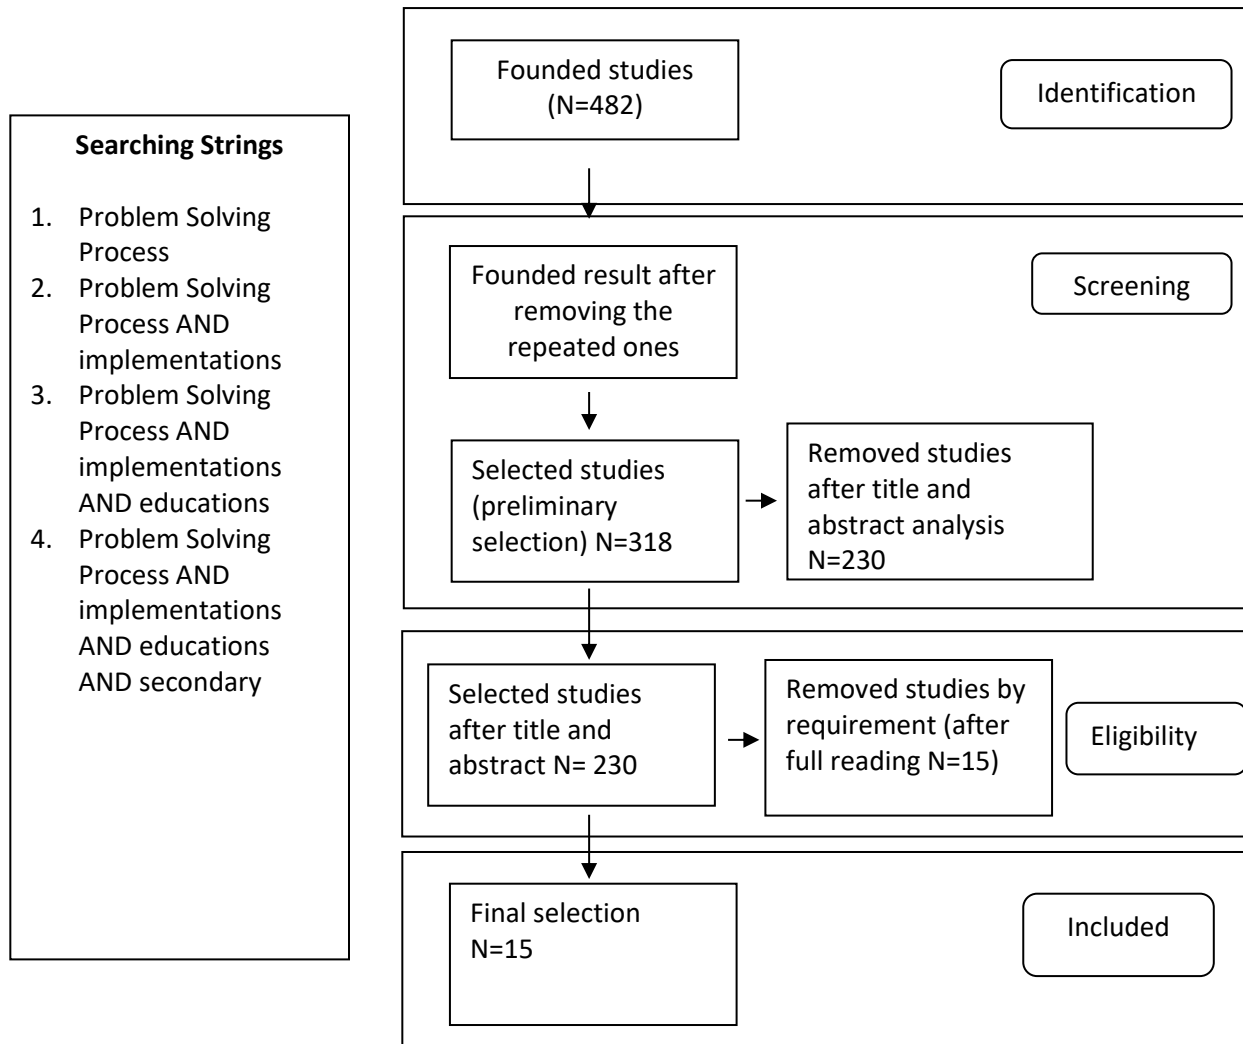 Searching Strings
1. Problem Solving
Process
2. Problem Solving
Process AND
implementations
3. Problem Solving
Process AND
implementations
AND educations
4. Problem Solving
Process AND
implementations
AND educations
AND secondary
Founded studies
(N=482)
Identification
Founded result after
removing the
repeated ones
Screening
Selected studies
(preliminary
selection) N=318
Removed studies
after title and
abstract analysis
N=230
Selected studies
after title and
abstract N= 230
Removed studies by
requirement (after
full reading N=15)
Eligibility
Final selection
N=15
Included